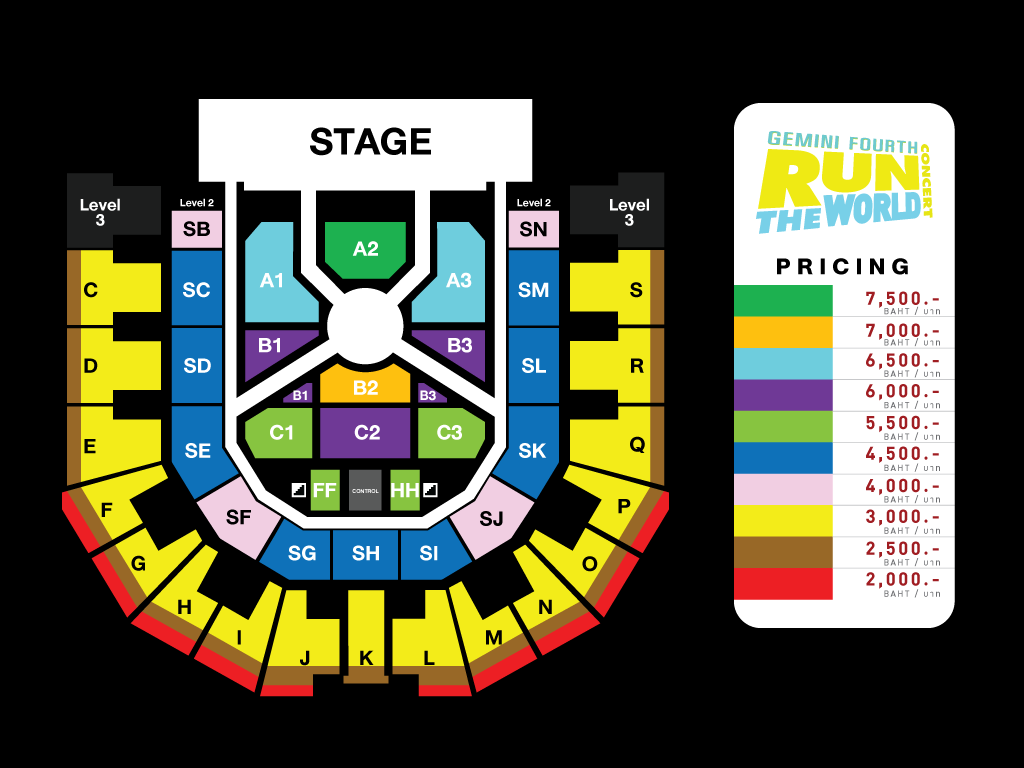 STAGE
GEMINI FOURTH
RUN
THE WORLD
CONCERT
Level
3
Level 2
Level 2
Level
3
SB
SN
A2
A1
A3
C
SC
SM
S
B1
B3
D
SD
SL
R
B2
B1
B3
C1
C2
C3
E
SE
SK
Q
FF
CONTROL
HH
F
SF
SJ
P
G
SG
SH
SI
O
H
N
I
M
J
K
L
PRICING
7,500.-
BAHT / บาท
7,000.-
BAHT / บาท
6,500.-
BAHT / บาท
6,000.-
BAHT / บาท
5,500.-
BAHT / บาท
4,500.-
BAHT / บาท
4,000.-
BAHT / บาท
3,000.-
BAHT / บาท
2,500.-
BAHT / บาท
2,000.-
BAHT / บาท